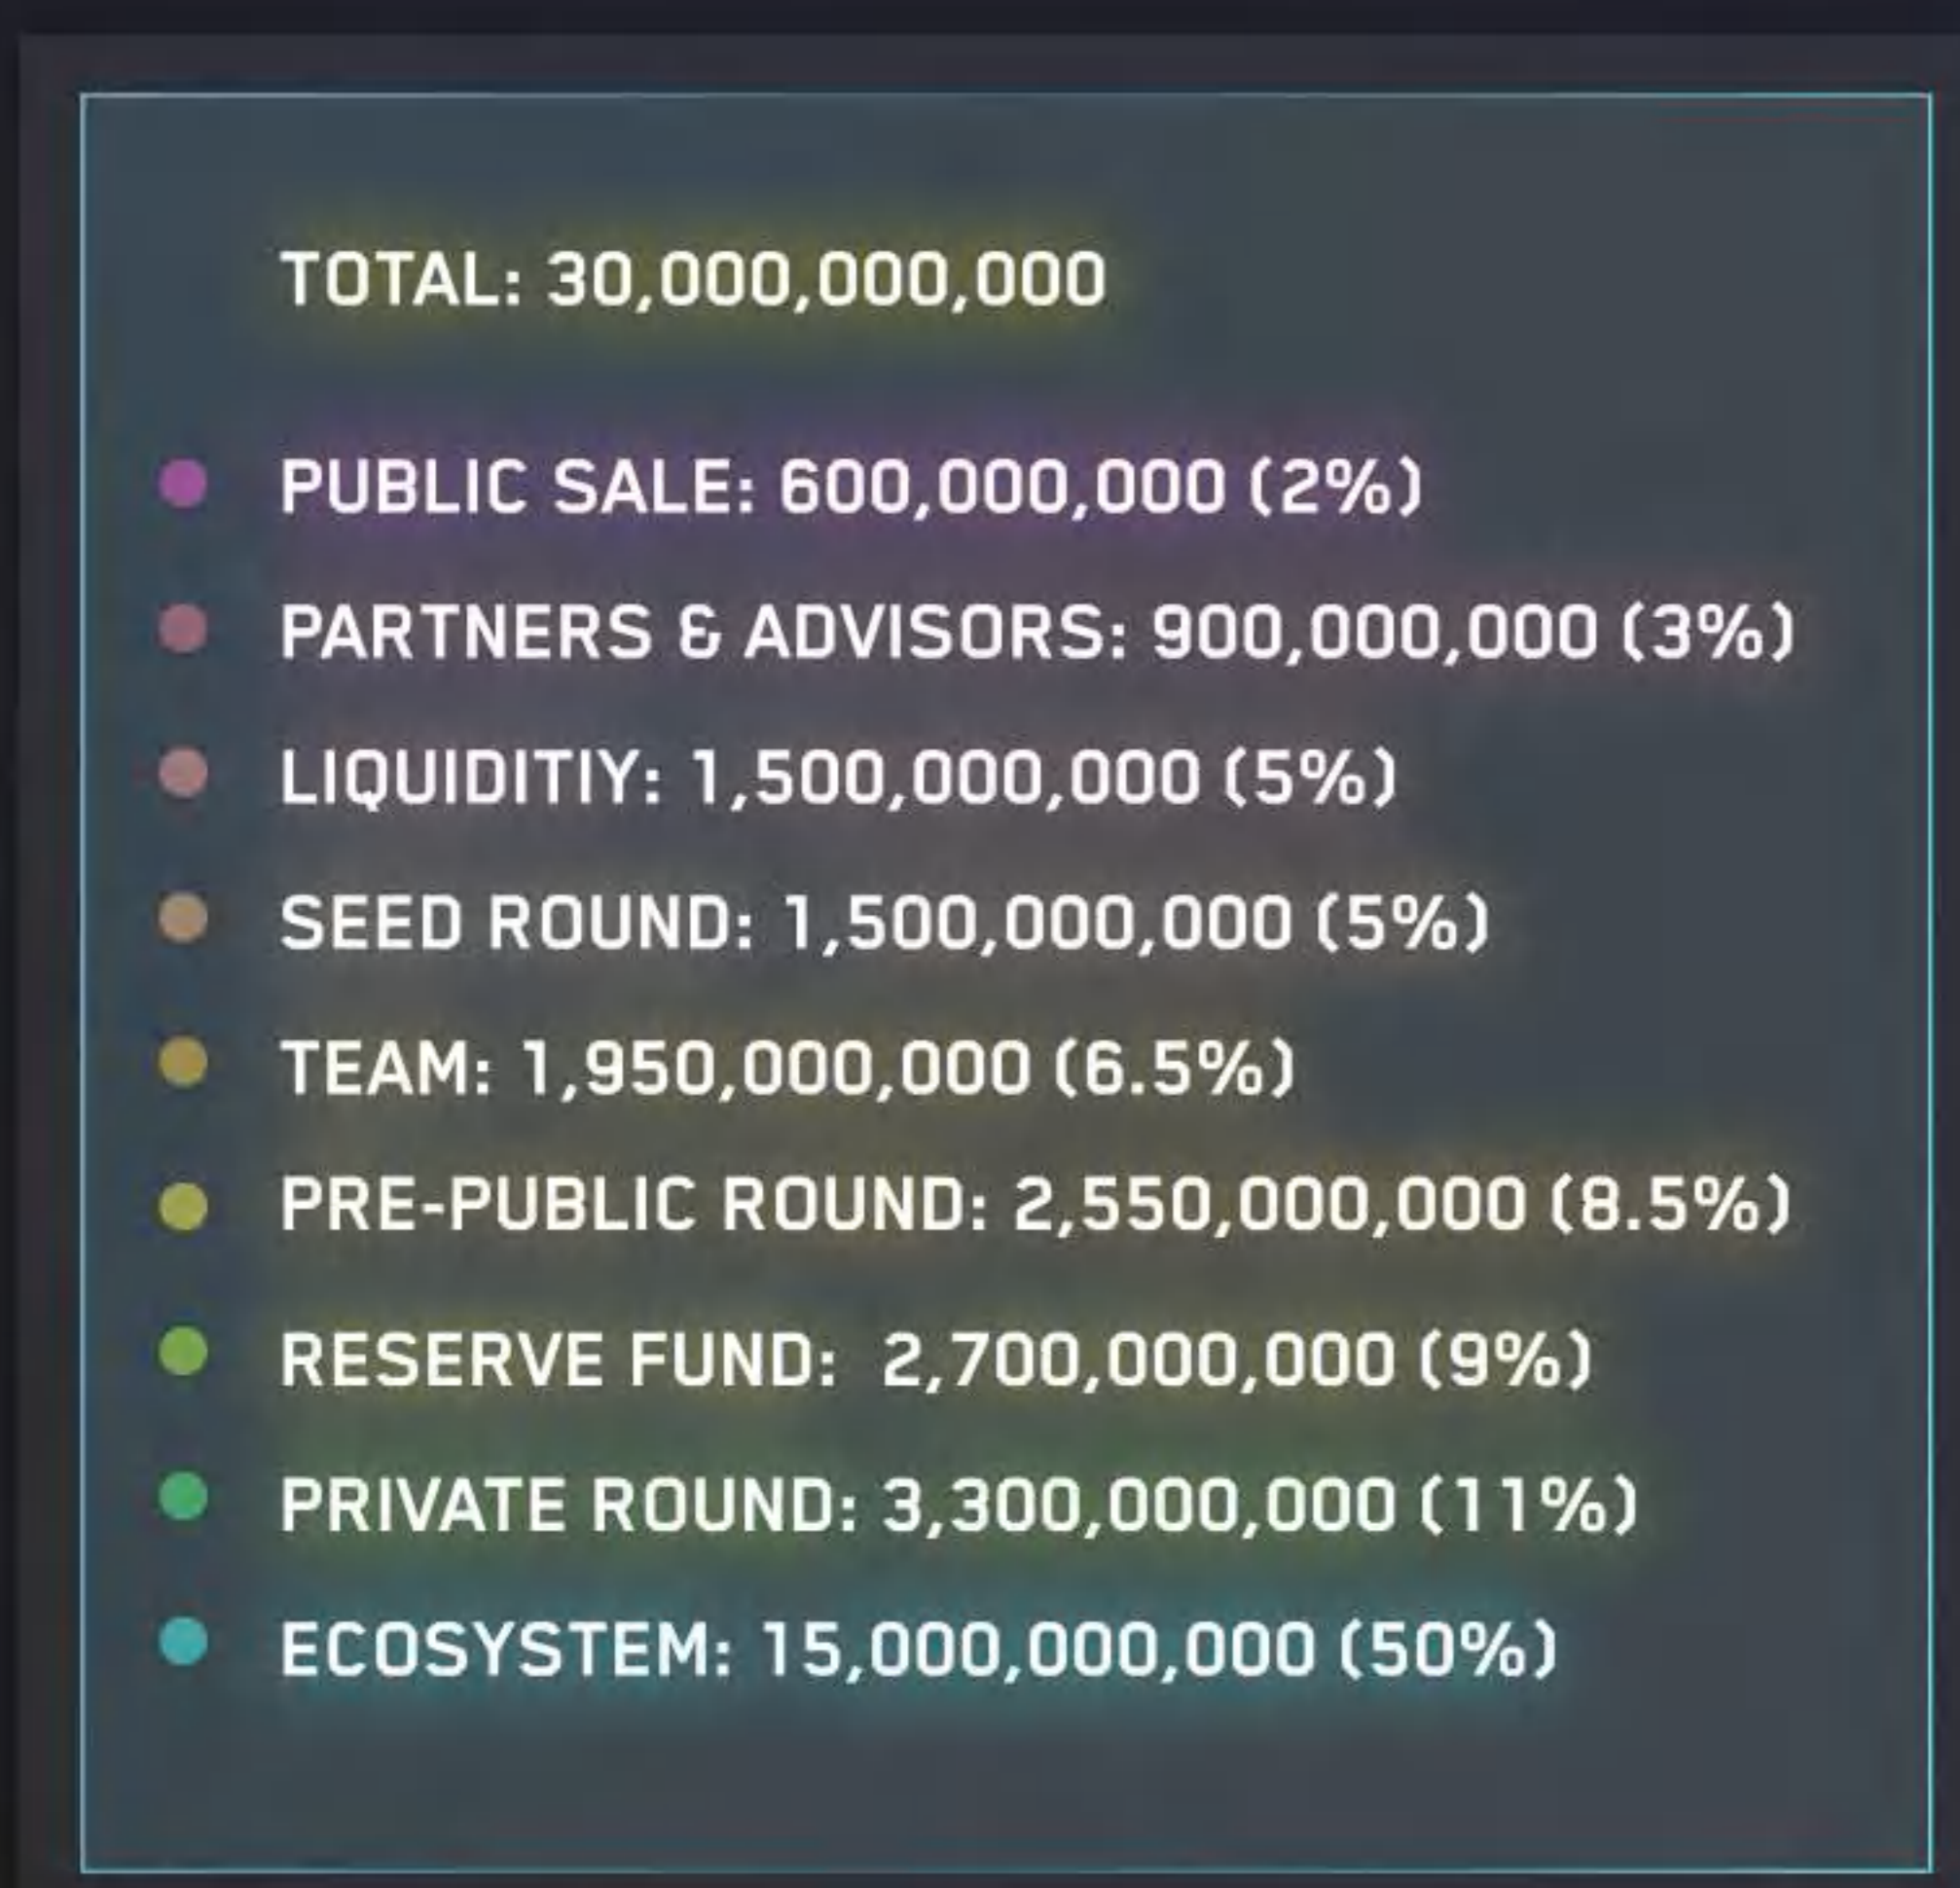 TOTAL: 30,000,000,000
PUBLIC SALE: 600,000,000 (2%)
PARTNERS & ADVISORS: 900,000,000 (3%)
LIQUIDITIY: 1,500,000,000 (5%)
SEED ROUND: 1,500,000,000 (5%)
TEAM: 1,950,000,000 (6.5%)
PRE-PUBLIC ROUND: 2,550,000,000 (8.5%)
RESERVE FUND: 2,700,000,000 (9%)
PRIVATE ROUND: 3,300,000,000 (11%)
ECOSYSTEM: 15,000,000,000 (50%)